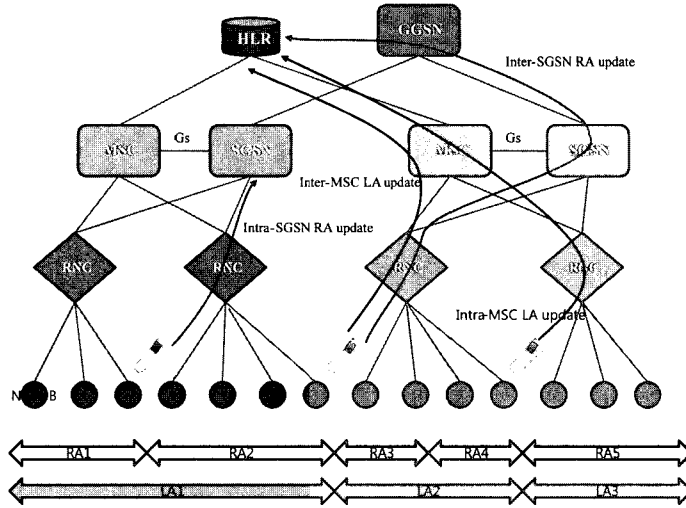 HLR
GGSN
Inter-SGSN RA update
MSC
Gs
SGSN
MSC
Gs
SGSN
Inter-MSC LA update
Intra-SGSN RA update
RNC
RNC
RNC
RNC
Intra-MSC LA update
RA1
RA2
RA3
RA4
RA5
LA1
LA2
LA3